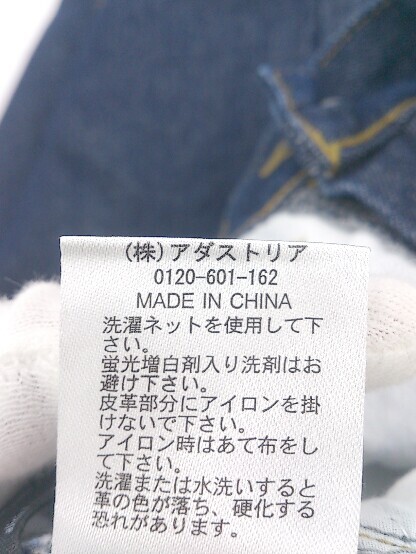 (株)アダストリア
0120-601-162
MADE IN CHINA
洗濯ネットを使用して下
さい。
蛍光増白剤入り洗剤はお
避け下さい。
皮革部分にアイロンを掛
けないで下さい。
アイロン時はあて布をし
て下さい。
洗濯または水洗いすると
革の色が落ち、硬化する
恐れがあります。